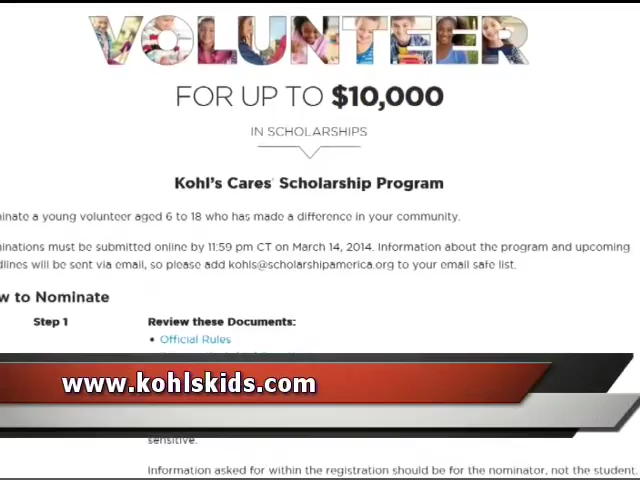 VOLUNTEER
FOR UP TO $10,000
IN SCHOLARSHIPS
Kohl's Cares Scholarship Program
inate a young volunteer aged 6 to 18 who has made a difference in your community.
inations must be submitted online by 11:59 pm CT on March 14, 2014. Information about the program and upcoming
dlines will be sent via email, so please add kohls@scholarshipamerica.org to your email safe list.
w to Nominate
Step 1 Review these Documents:
• Official Rules
www.kohlskids.com
sensitive.
Information asked for within the registration should be for the nominator, not the student.